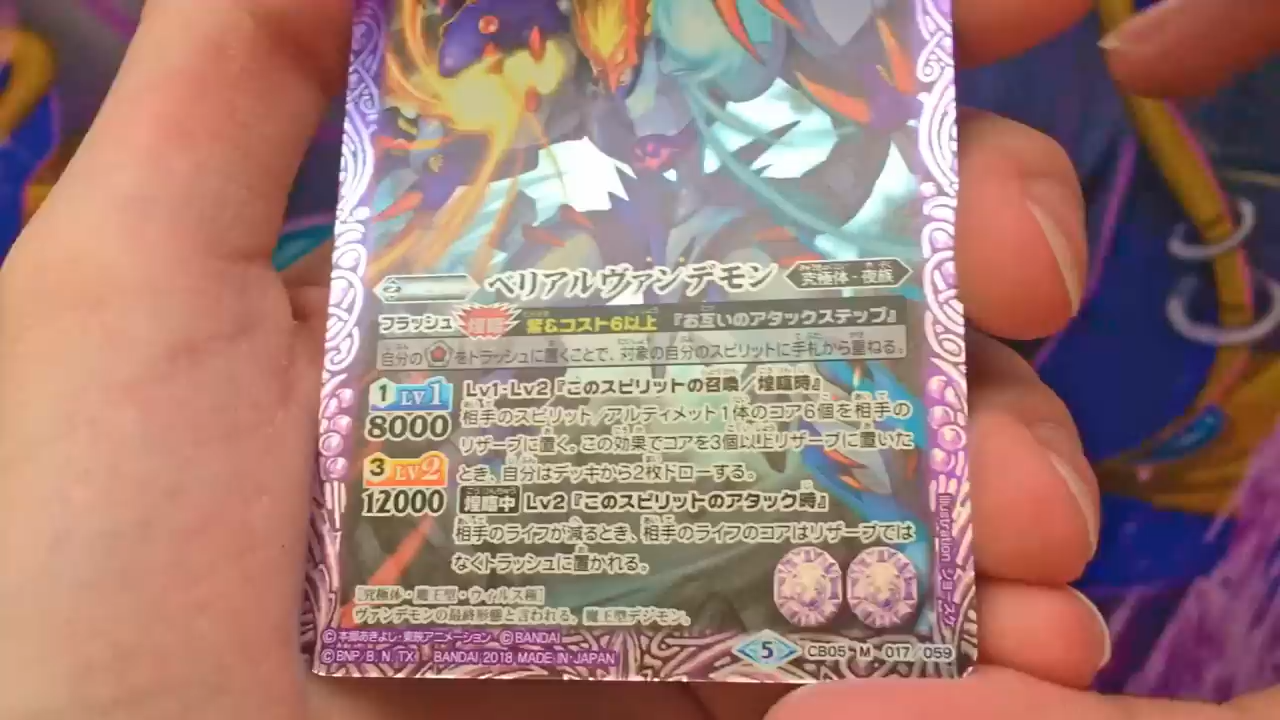 ベリアルヴァンデモン
究極体・夜族
フラッシュ 煌臨 紫&コスト6以上 『お互いのアタックステップ』
自分の をトラッシュに置くことで、対象の自分のスピリットに手札から重ねる。
1 LV1
8000
Lv1・Lv2『このスピリットの召喚/煌臨時』
相手のスピリット/アルティメット1体のコア6個を相手の
リザーブに置く。この効果でコアを3個以上リザーブに置いた
とき、自分はデッキから2枚ドローする。
3 LV2
12000
煌臨中 Lv2『このスピリットのアタック時』
相手のライフが減るとき、相手のライフのコアはリザーブでは
なくトラッシュに置かれる。
[究極体・魔王型・ウィルス種]
ヴァンデモンの最終形態と言われる、魔王型デジモン。
Illustration ショースケ
©本郷あきよし・東映アニメーション ©BANDAI
©BNP/B, N, TX BANDAI 2018 MADE IN JAPAN
5
CB05 M 017/059